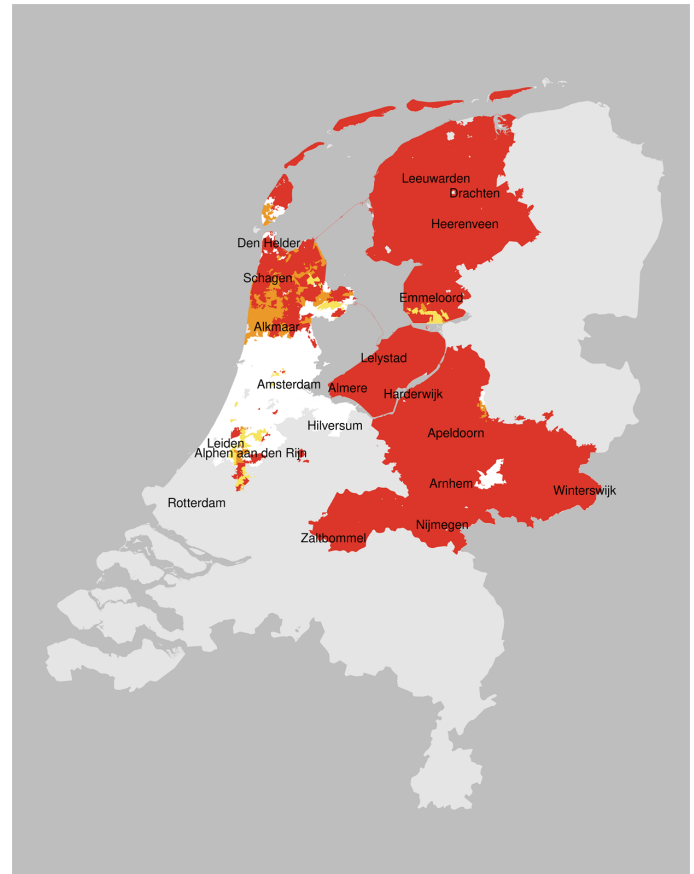 Leeuwarden
Drachten
Heerenveen
Den Helder
Schagen
Emmeloord
Alkmaar
Lelystad
Amsterdam
Almere
Harderwijk
Hilversum
Apeldoorn
Leiden
Alphen aan den Rijn
Arnhem
Winterswijk
Rotterdam
Nijmegen
Zaltbommel